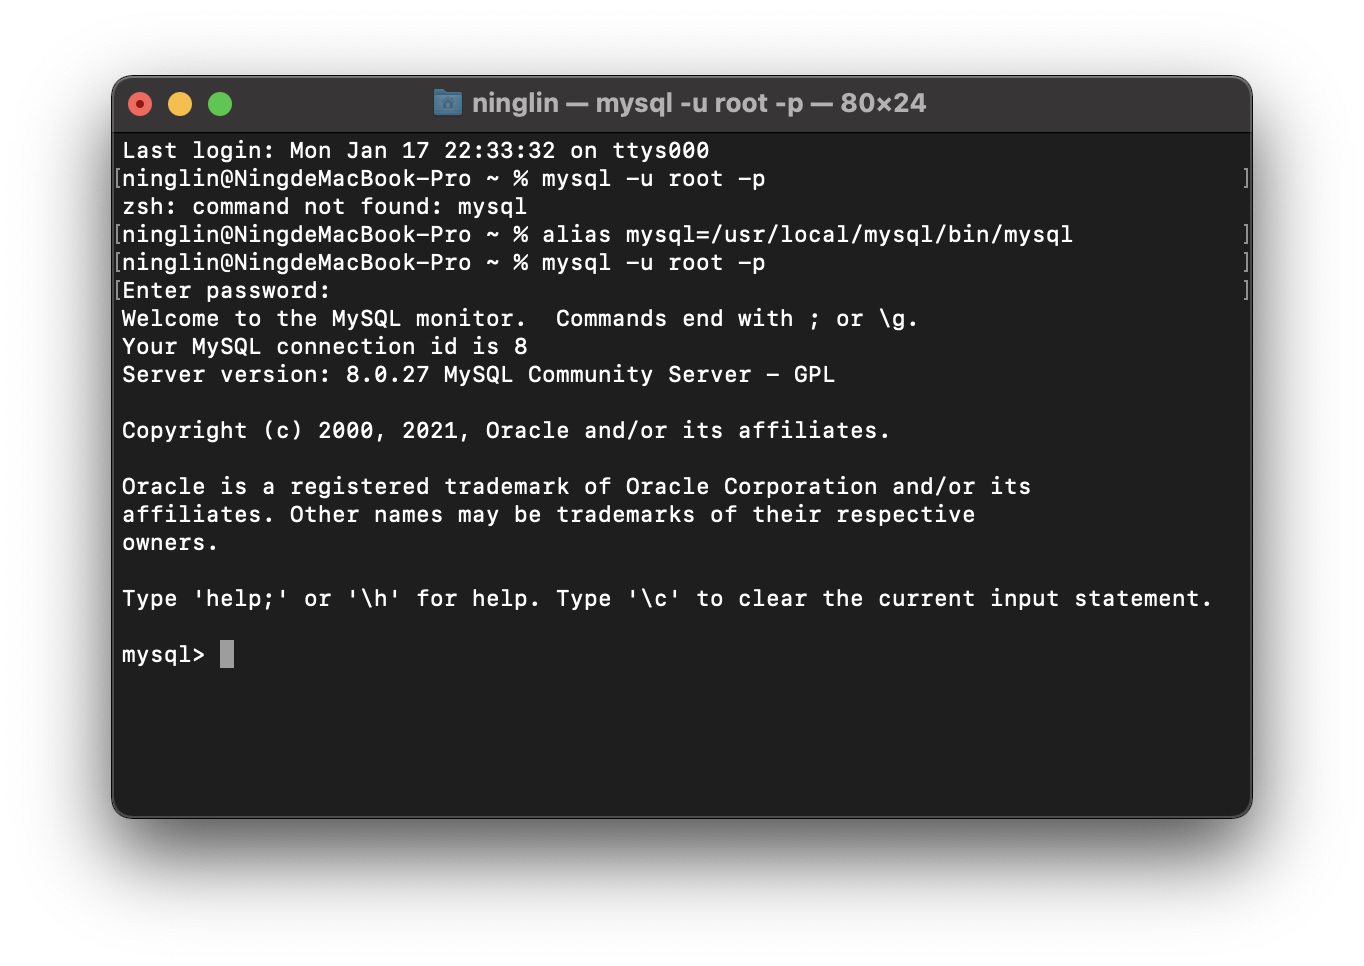 ninglin — mysql -u root -p — 80×24
Last login: Mon Jan 17 22:33:32 on ttys000
[ninglin@NingdeMacBook-Pro ~ % mysql -u root -p ]
zsh: command not found: mysql
[ninglin@NingdeMacBook-Pro ~ % alias mysql=/usr/local/mysql/bin/mysql ]
[ninglin@NingdeMacBook-Pro ~ % mysql -u root -p ]
[Enter password: ]
Welcome to the MySQL monitor.  Commands end with ; or \g.
Your MySQL connection id is 8
Server version: 8.0.27 MySQL Community Server - GPL
Copyright (c) 2000, 2021, Oracle and/or its affiliates.
Oracle is a registered trademark of Oracle Corporation and/or its
affiliates. Other names may be trademarks of their respective
owners.
Type 'help;' or '\h' for help. Type '\c' to clear the current input statement.
mysql>